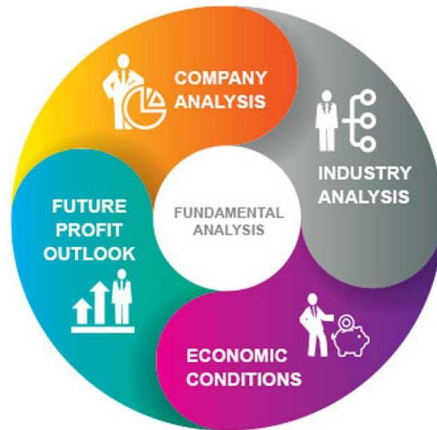 COMPANY
ANALYSIS
INDUSTRY
ANALYSIS
FUTURE
PROFIT
OUTLOOK
FUNDAMENTAL
ANALYSIS
ECONOMIC
CONDITIONS